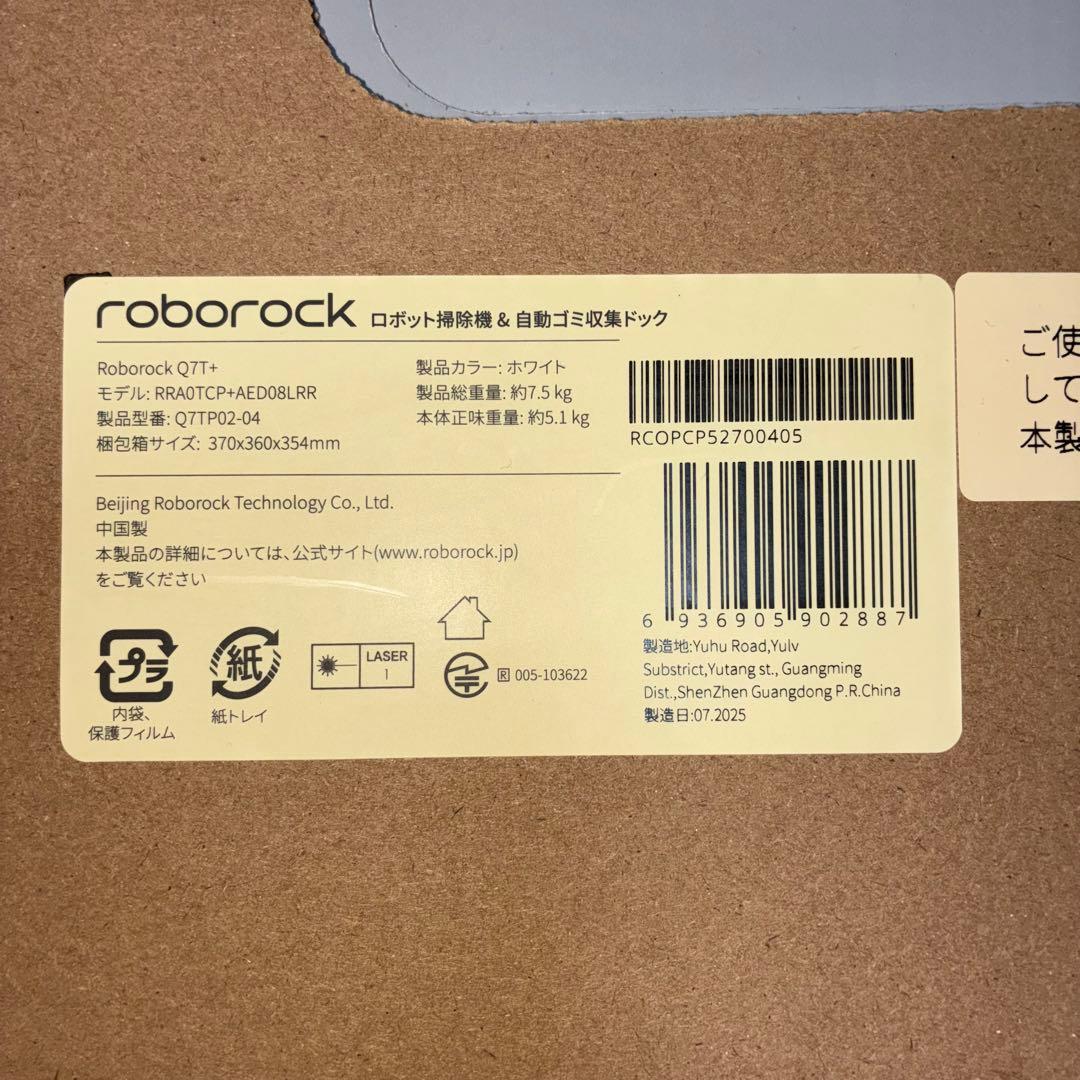 roborock ロボット掃除機 & 自動ゴミ収集ドック
Roborock Q7T+
モデル: RRA0TCP+AED08LRR
製品型番: Q7TP02-04
梱包箱サイズ: 370x360x354mm
製品カラー: ホワイト
製品総重量: 約7.5 kg
本体正味重量: 約5.1 kg
RCOPCP52700405
Beijing Roborock Technology Co., Ltd.
中国製
本製品の詳細については、公式サイト(www.roborock.jp)
をご覧ください
6 936905 902887
製造地:Yuhu Road,Yulv
Substrict,Yutang st., Guangming
Dist.,ShenZhen Guangdong P.R.China
製造日:07.2025
プラ
内袋、
保護フィルム
紙
紙トレイ
LASER
1
R 005-103622
ご使
して
本製